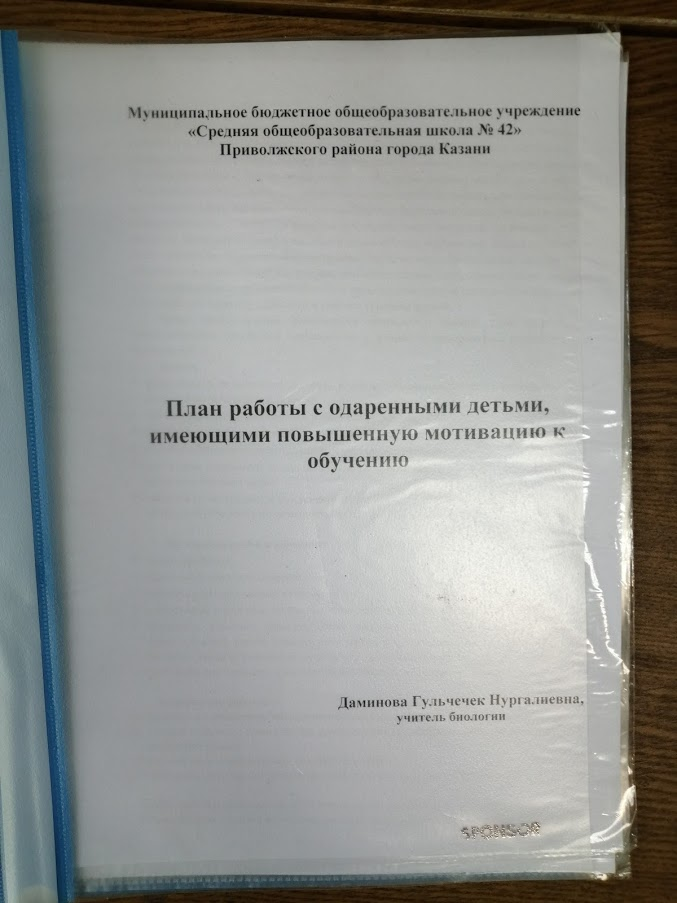 Муниципальное бюджетное общеобразовательное учреждение
«Средняя общеобразовательная школа № 42»
Приволжского района города Казани
План работы с одаренными детьми,
имеющими повышенную мотивацию к
обучению
Даминова Гульчечек Нургалиевна,
учитель биологии
SPONSOR